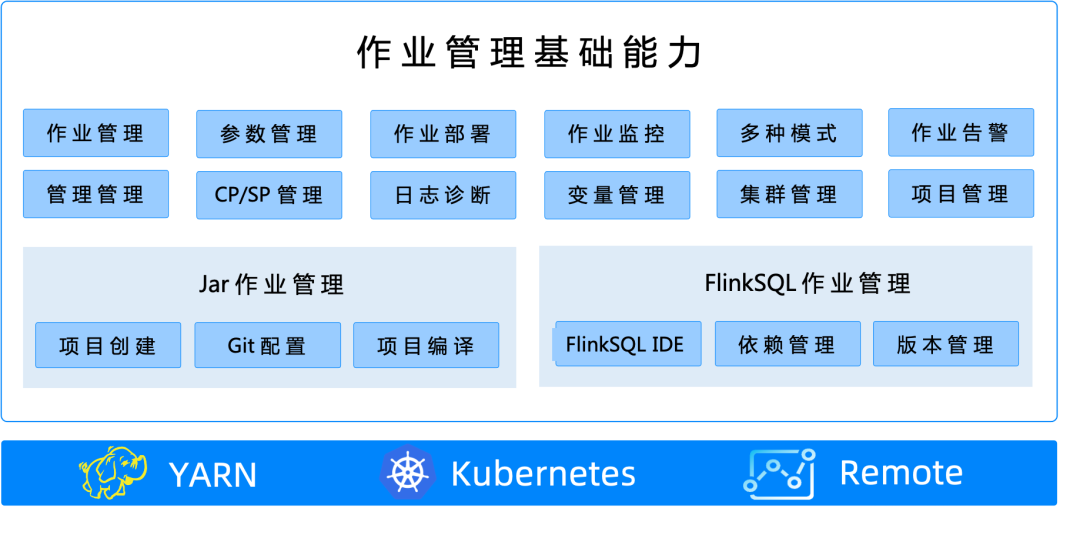 作业管理基础能力
作业管理 参数管理 作业部署 作业监控 多种模式 作业告警
管理管理 CP/SP 管理 日志诊断 变量管理 集群管理 项目管理
Jar 作业管理
项目创建 Git 配置 项目编译
FlinkSQL 作业管理
FlinkSQL IDE 依赖管理 版本管理
YARN Kubernetes Remote